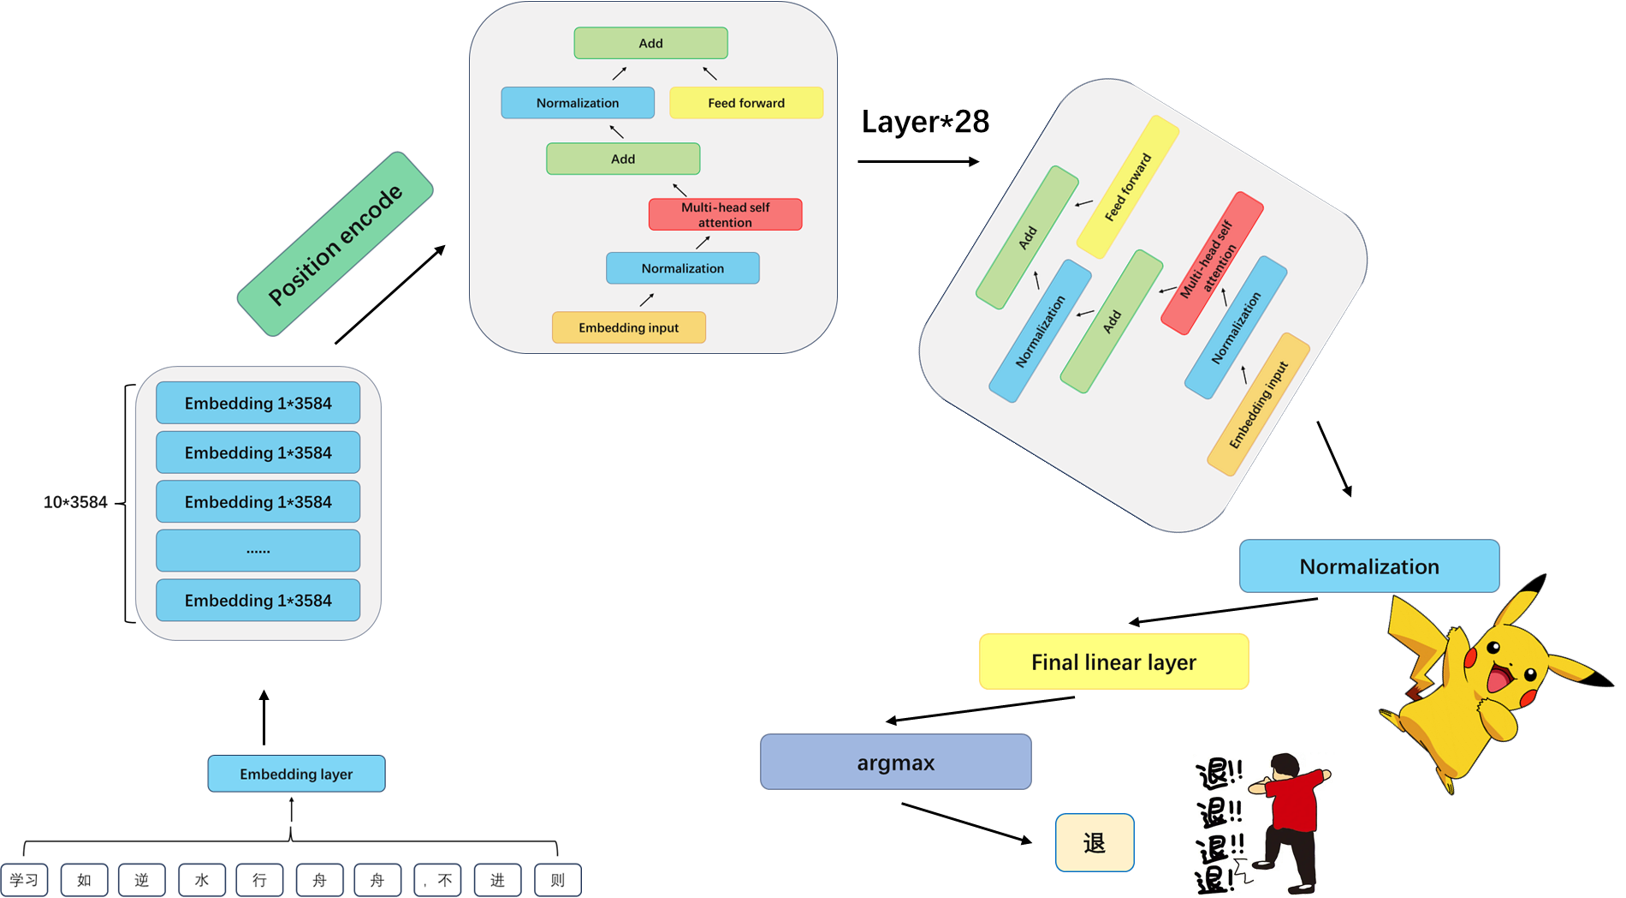 Add
Normalization
Feed forward
Add
Multi-head self
attention
Normalization
Embedding input
Position encode
Layer*28
Feed forward
Add
Multi-head self
attention
Normalization
Add
Normalization
Embedding input
Embedding 1*3584
Embedding 1*3584
Embedding 1*3584
......
Embedding 1*3584
10*3584
Embedding layer
学习 如 逆 水 行 舟 舟 ，不 进 则
Normalization
Final linear layer
argmax
退
退!!
退!!
退!!
退!